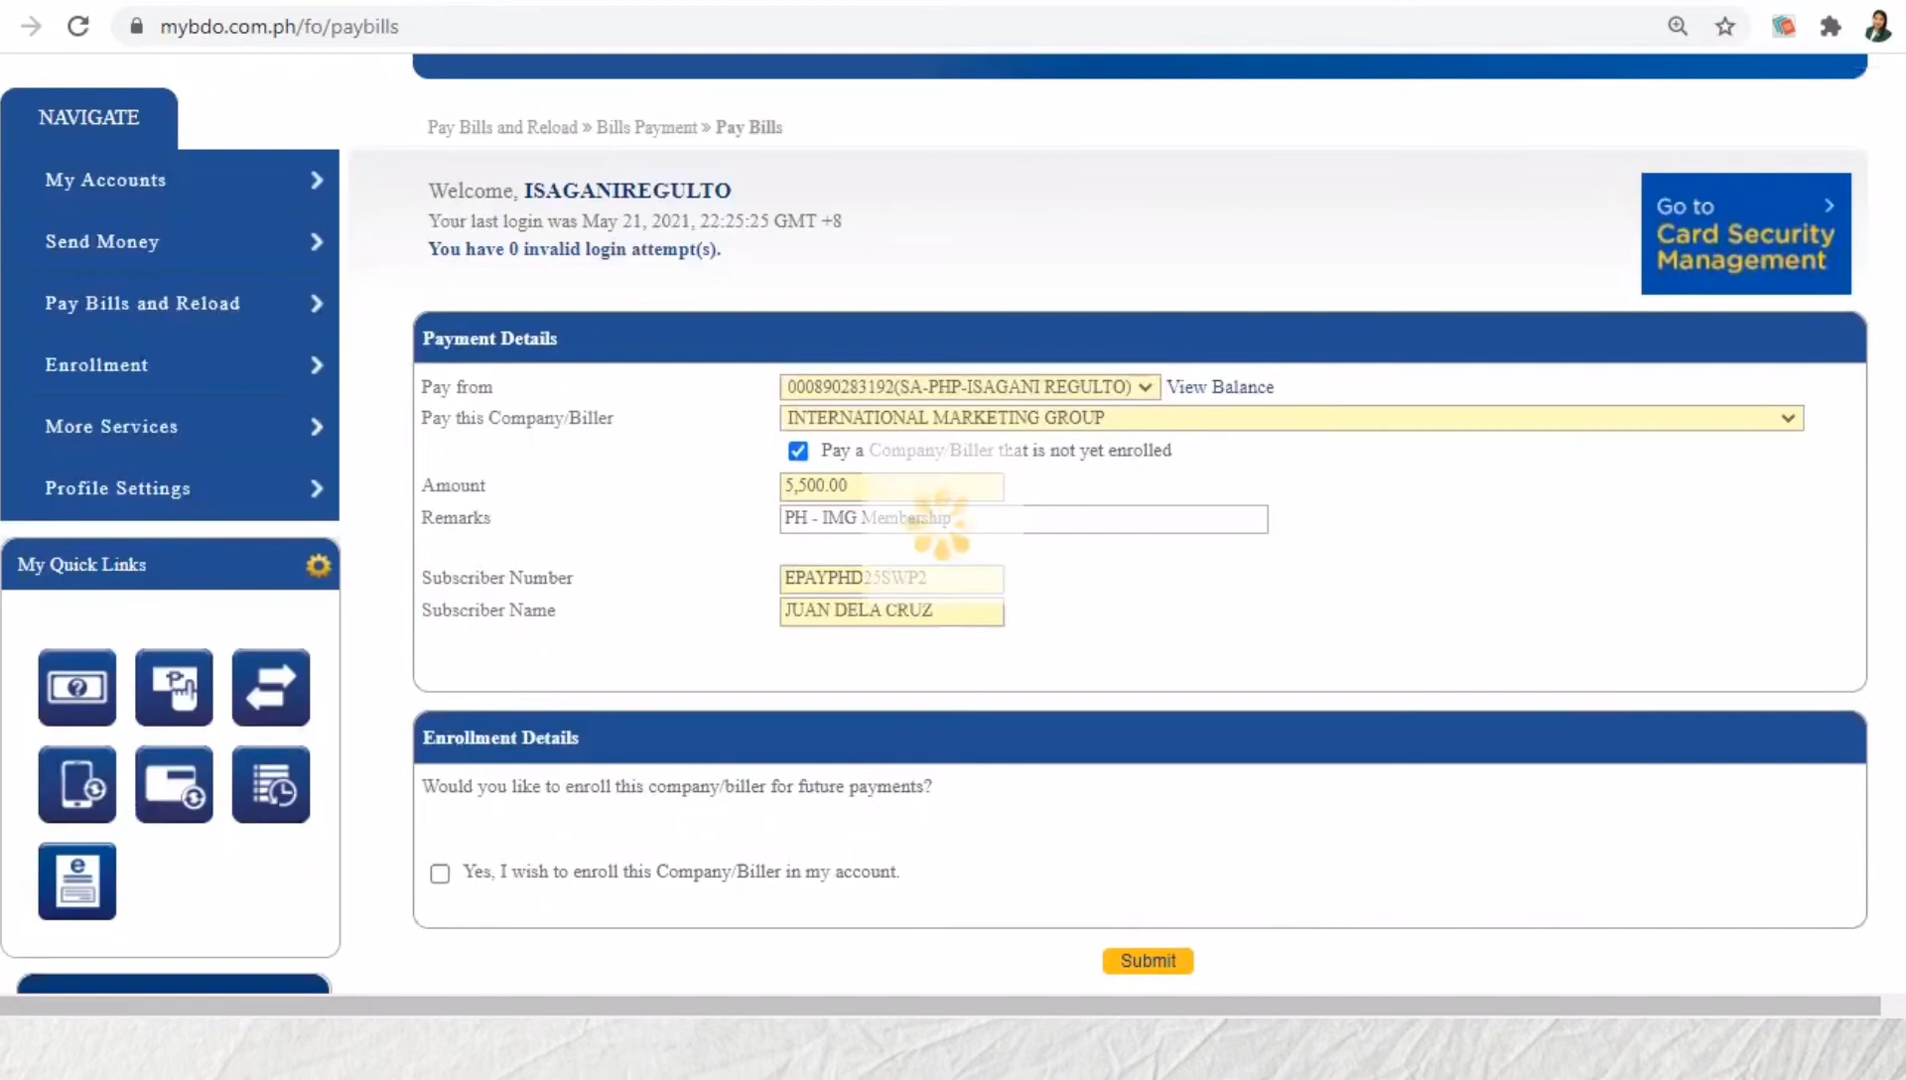 mybdo.com.ph/fo/paybills
NAVIGATE
My Accounts
Send Money
Pay Bills and Reload
Enrollment
More Services
Profile Settings
My Quick Links
Pay Bills and Reload » Bills Payment » Pay Bills
Welcome, ISAGANIREGULTO
Your last login was May 21, 2021, 22:25:25 GMT +8
You have 0 invalid login attempt(s).
Go to
Card Security
Management
Payment Details
Pay from 000890283192(SA-PHP-ISAGANI REGULTO) View Balance
Pay this Company/Biller INTERNATIONAL MARKETING GROUP
Pay a Company/Biller that is not yet enrolled
Amount 5,500.00
Remarks PH - IMG Membership
Subscriber Number EPAYPHD25SWP2
Subscriber Name JUAN DELA CRUZ
Enrollment Details
Would you like to enroll this company/biller for future payments?
Yes, I wish to enroll this Company/Biller in my account.
Submit